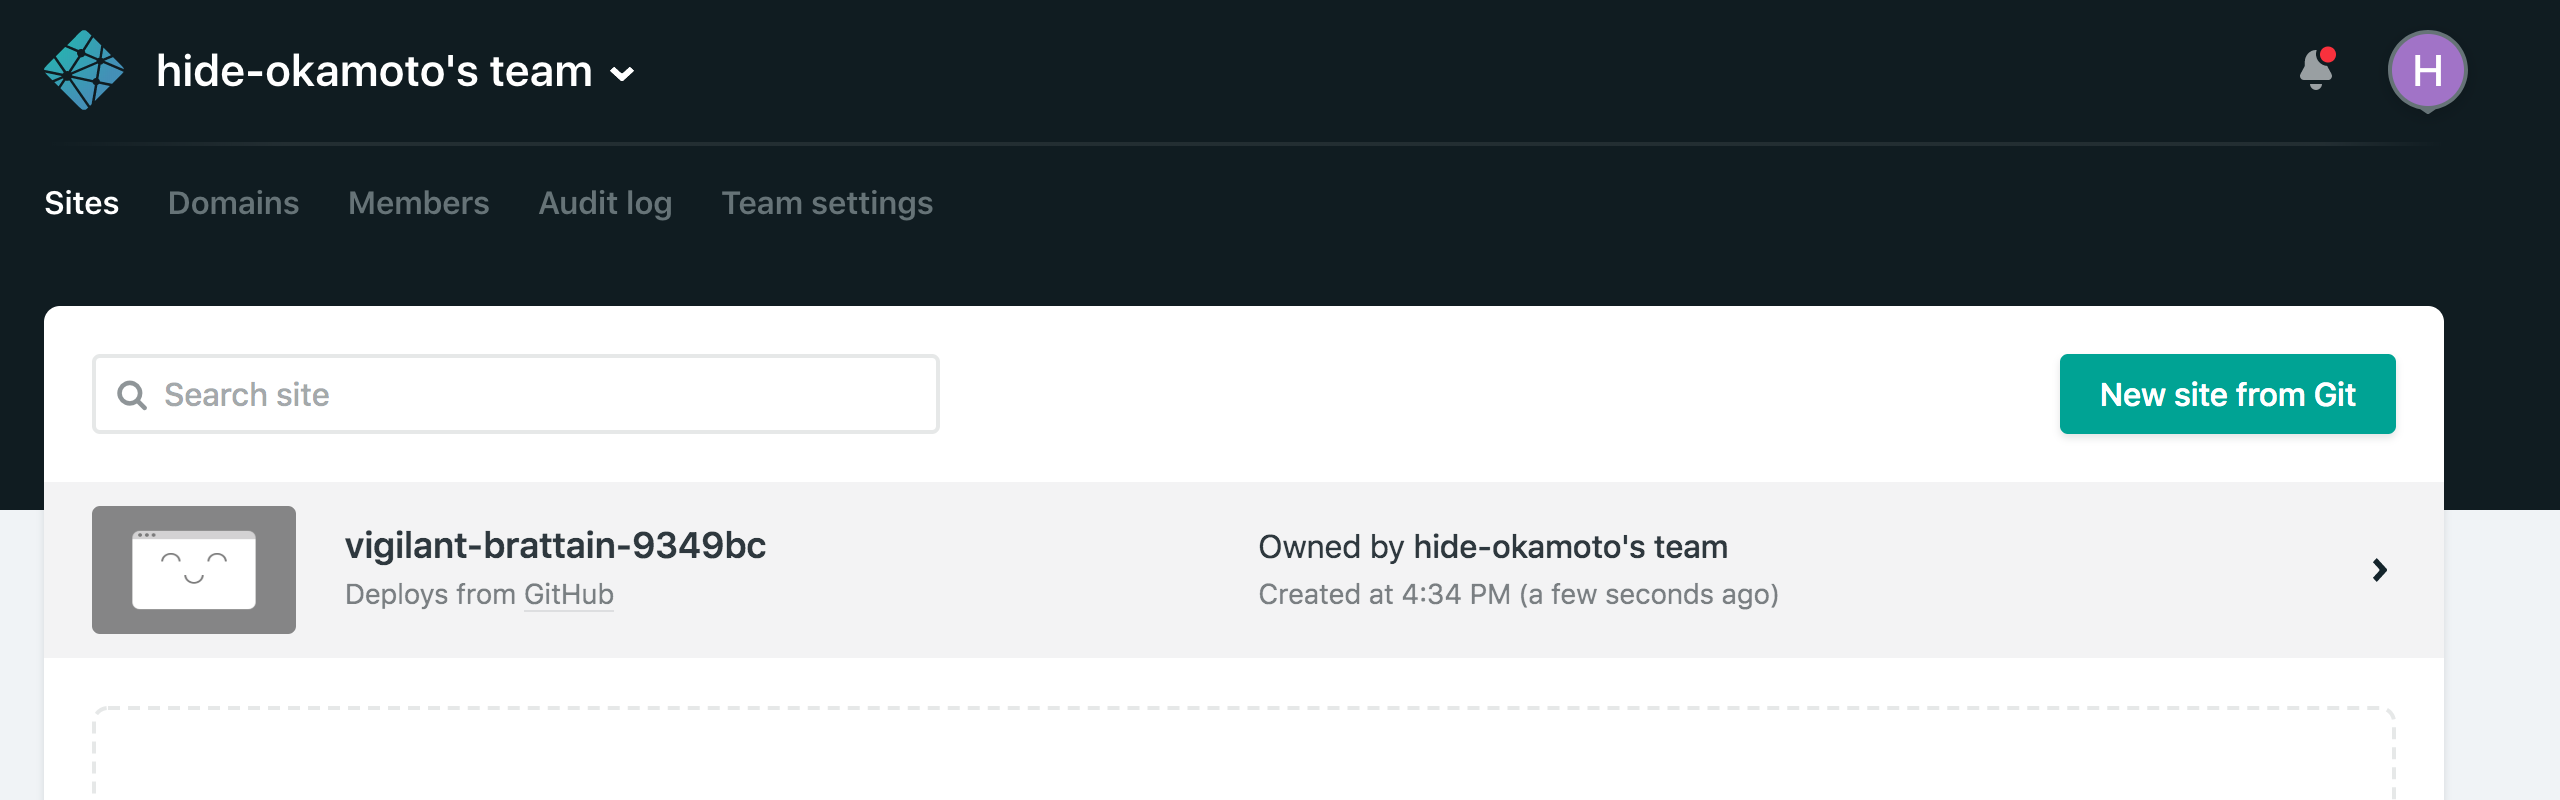 hide-okamoto's team
H
Sites Domains Members Audit log Team settings
Search site
New site from Git
vigilant-brattain-9349bc
Deploys from GitHub
Owned by hide-okamoto's team
Created at 4:34 PM (a few seconds ago)